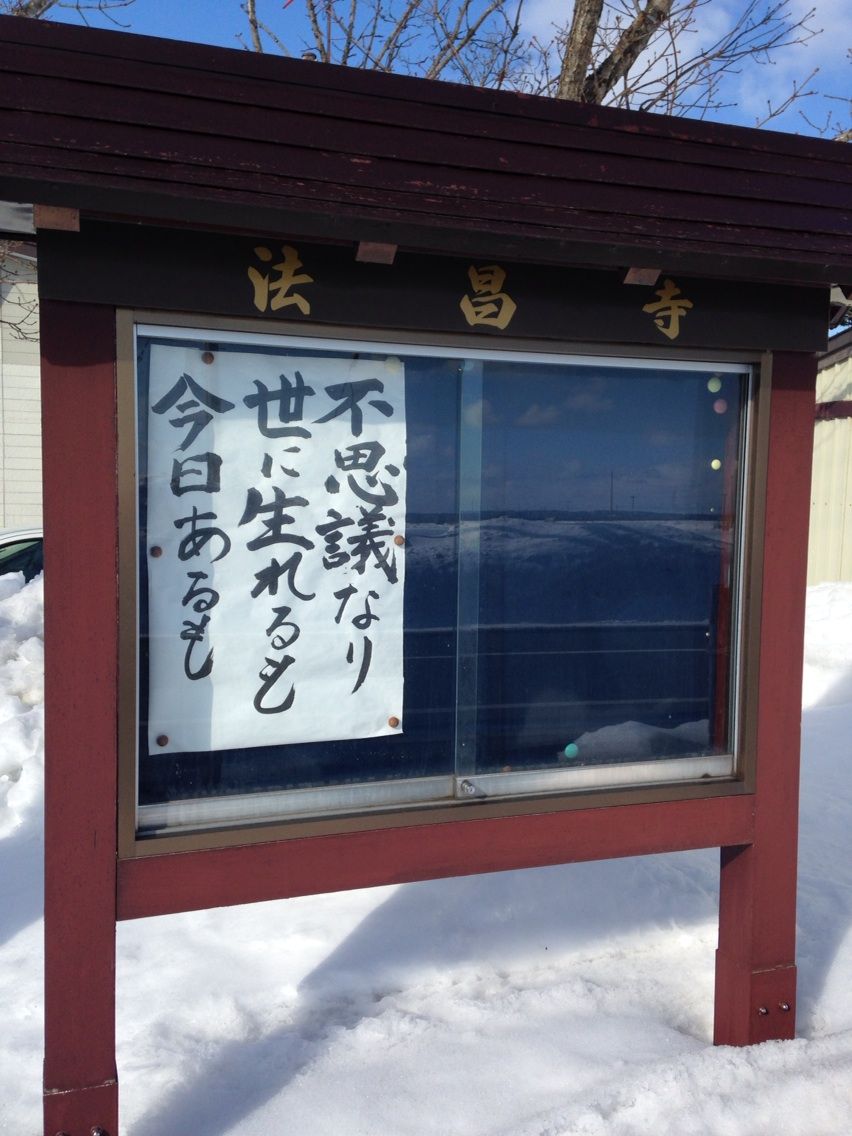 法昌寺
不思議なり
世に生れるも
今日あるも